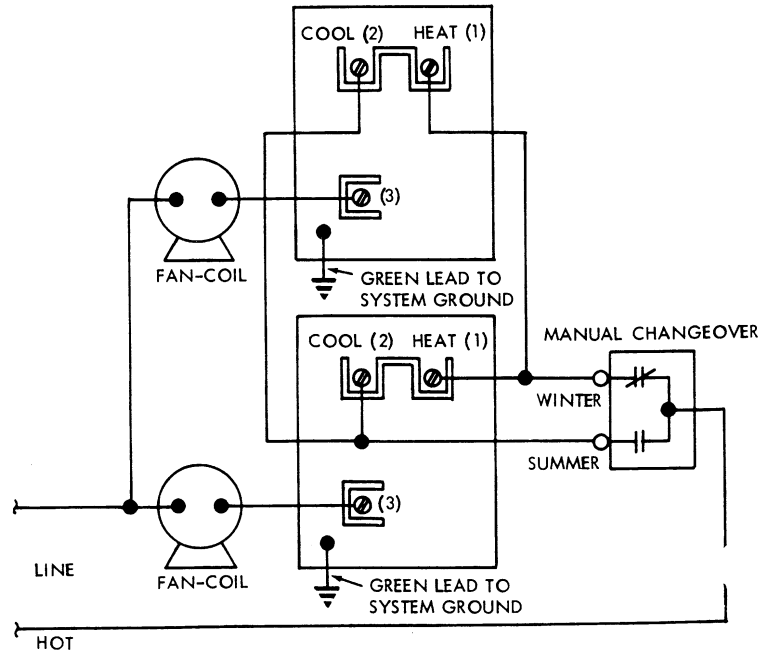 COOL (2) HEAT (1)
(3)
FAN-COIL
GREEN LEAD TO
SYSTEM GROUND
COOL (2) HEAT (1)
MANUAL CHANGEOVER
WINTER
SUMMER
(3)
LINE
FAN-COIL
GREEN LEAD TO
SYSTEM GROUND
HOT